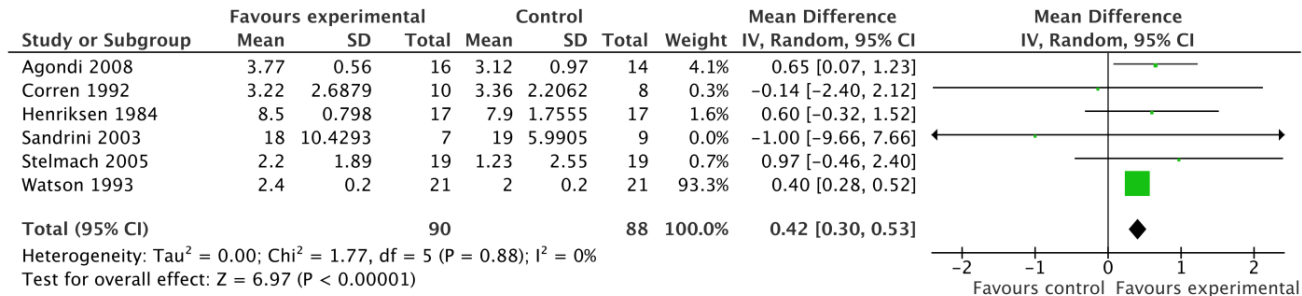 Favours experimental Control Mean Difference Mean Difference
Study or Subgroup Mean SD Total Mean SD Total Weight IV, Random, 95% CI IV, Random, 95% CI
Agondi 2008 3.77 0.56 16 3.12 0.97 14 4.1% 0.65 [0.07, 1.23]
Corren 1992 3.22 2.6879 10 3.36 2.2062 8 0.3% −0.14 [−2.40, 2.12]
Henriksen 1984 8.5 0.798 17 7.9 1.7555 17 1.6% 0.60 [−0.32, 1.52]
Sandrini 2003 18 10.4293 7 19 5.9905 9 0.0% −1.00 [−9.66, 7.66]
Stelmach 2005 2.2 1.89 19 1.23 2.55 19 0.7% 0.97 [−0.46, 2.40]
Watson 1993 2.4 0.2 21 2 0.2 21 93.3% 0.40 [0.28, 0.52]
Total (95% CI) 90 88 100.0% 0.42 [0.30, 0.53]
Heterogeneity: Tau² = 0.00; Chi² = 1.77, df = 5 (P = 0.88); I² = 0%
Test for overall effect: Z = 6.97 (P < 0.00001)
−2 −1 0 1 2
Favours control Favours experimental